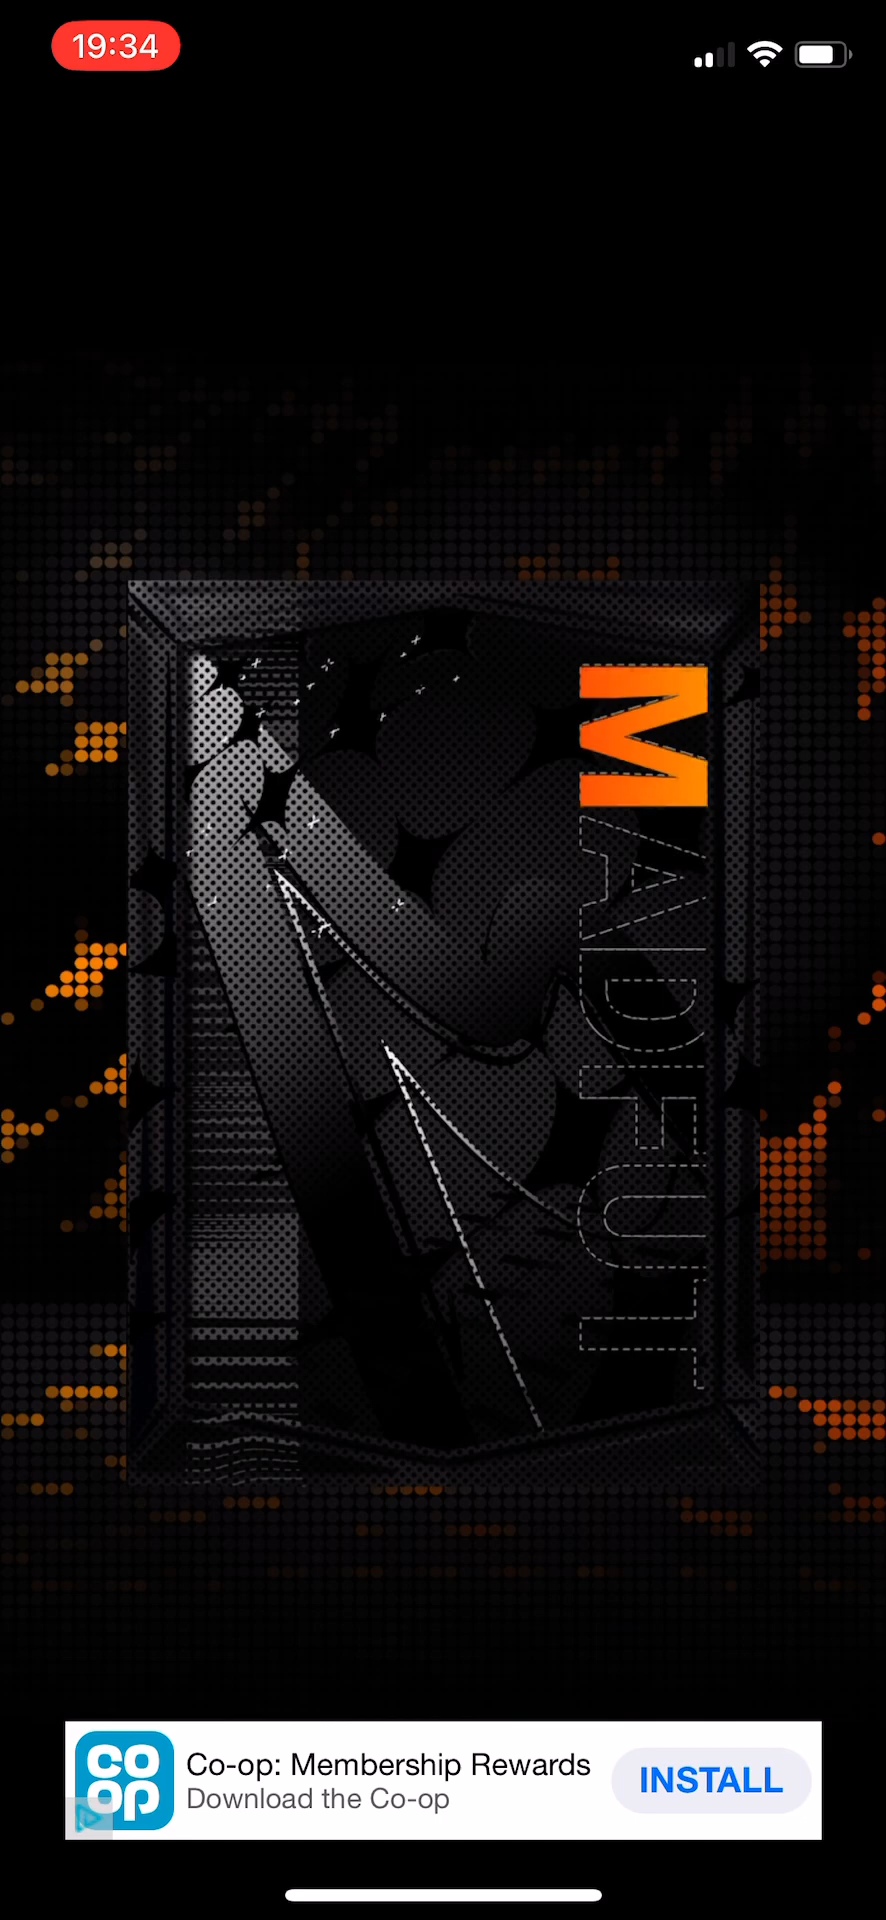 19:34
MADFUT
co
op
Co-op: Membership Rewards
Download the Co-op
INSTALL